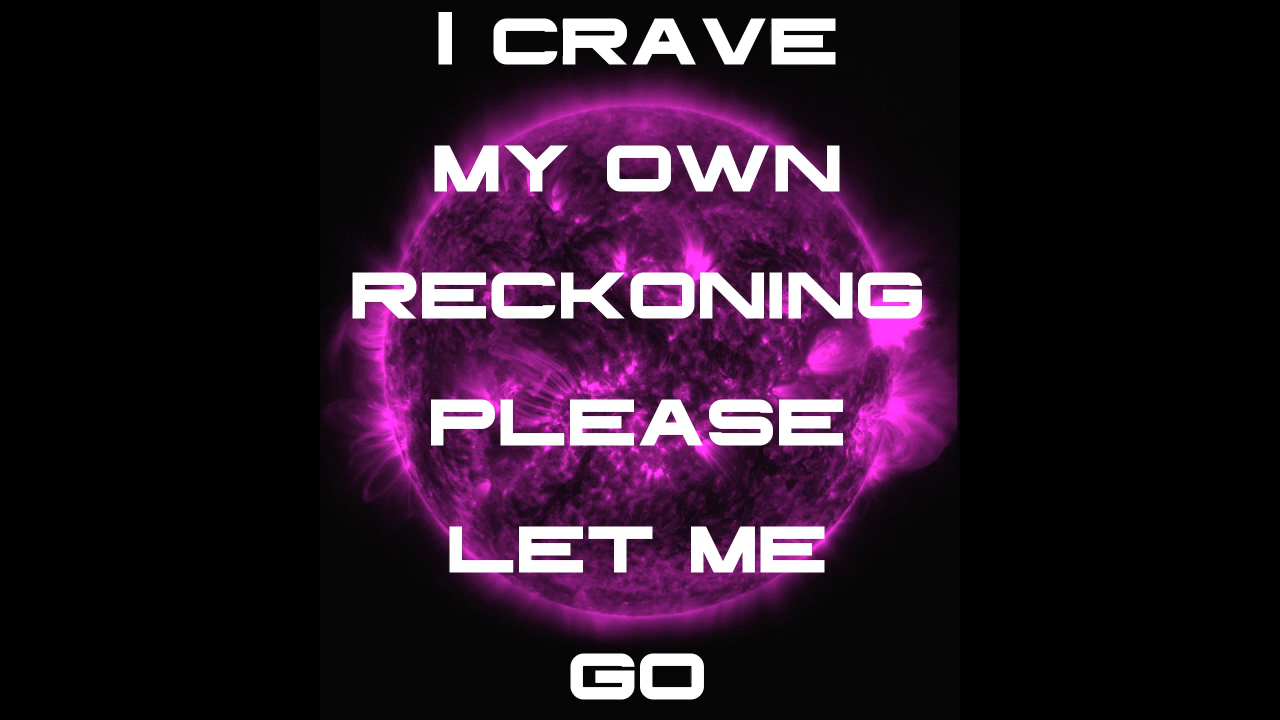 I CRAVE
MY OWN
RECKONING
PLEASE
LET ME
GO